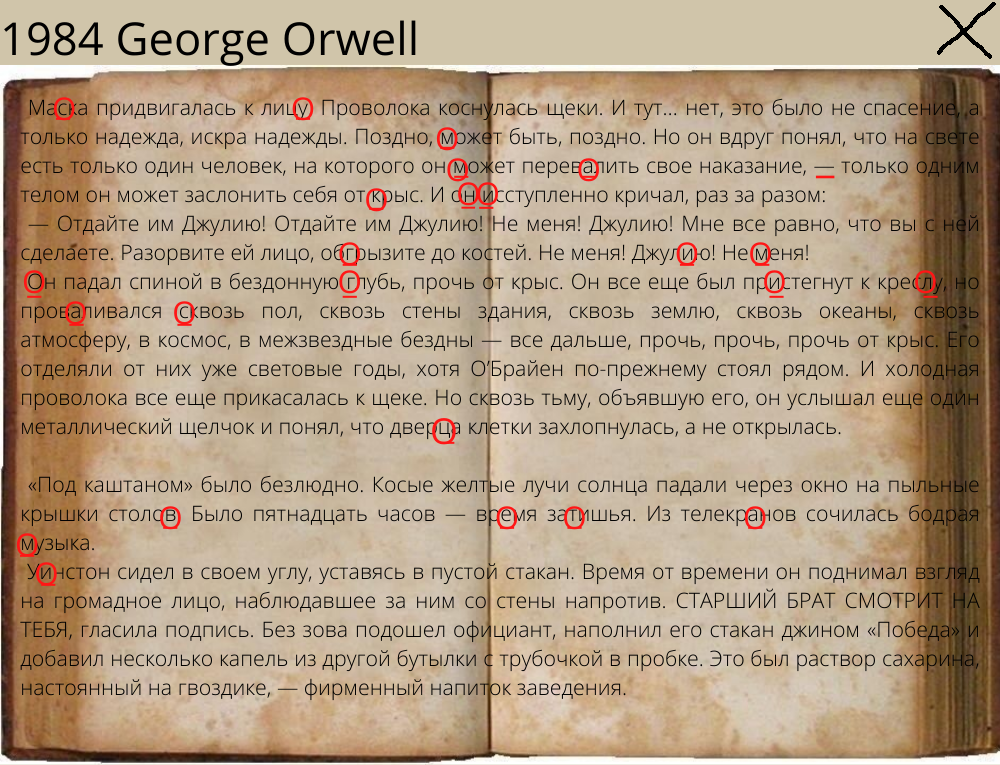 1984 George Orwell
Маска придвигалась к лицу. Проволока коснулась щеки. И тут... нет, это было не спасение, а
только надежда, искра надежды. Поздно, может быть, поздно. Но он вдруг понял, что на свете
есть только один человек, на которого он может перевалить свое наказание, — только одним
телом он может заслонить себя от крыс. И он исступленно кричал, раз за разом:
— Отдайте им Джулию! Отдайте им Джулию! Не меня! Джулию! Мне все равно, что вы с ней
сделаете. Разорвите ей лицо, обгрызите до костей. Не меня! Джулию! Не меня!
Он падал спиной в бездонную глубь, прочь от крыс. Он все еще был пристегнут к креслу, но
проваливался сквозь пол, сквозь стены здания, сквозь землю, сквозь океаны, сквозь
атмосферу, в космос, в межзвездные бездны — все дальше, прочь, прочь, прочь от крыс. Его
отделяли от них уже световые годы, хотя О’Брайен по-прежнему стоял рядом. И холодная
проволока все еще прикасалась к щеке. Но сквозь тьму, объявшую его, он услышал еще один
металлический щелчок и понял, что дверца клетки захлопнулась, а не открылась.
«Под каштаном» было безлюдно. Косые желтые лучи солнца падали через окно на пыльные
крышки столов. Было пятнадцать часов — время затишья. Из телекранов сочилась бодрая
музыка.
Уинстон сидел в своем углу, уставясь в пустой стакан. Время от времени он поднимал взгляд
на громадное лицо, наблюдавшее за ним со стены напротив. СТАРШИЙ БРАТ СМОТРИТ НА
ТЕБЯ, гласила подпись. Без зова подошел официант, наполнил его стакан джином «Победа» и
добавил несколько капель из другой бутылки с трубочкой в пробке. Это был раствор сахарина,
настоянный на гвоздике, — фирменный напиток заведения.